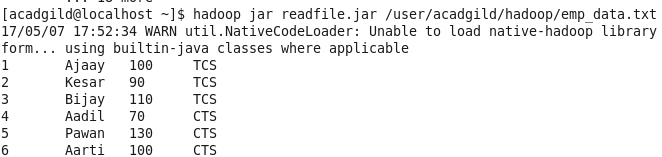 ... 18 more
[acadgild@localhost ~]$ hadoop jar readfile.jar /user/acadgild/hadoop/emp_data.txt
17/05/07 17:52:34 WARN util.NativeCodeLoader: Unable to load native-hadoop library
form... using builtin-java classes where applicable
1 Ajaay 100 TCS
2 Kesar 90 TCS
3 Bijay 110 TCS
4 Aadil 70 CTS
5 Pawan 130 CTS
6 Aarti 100 CTS